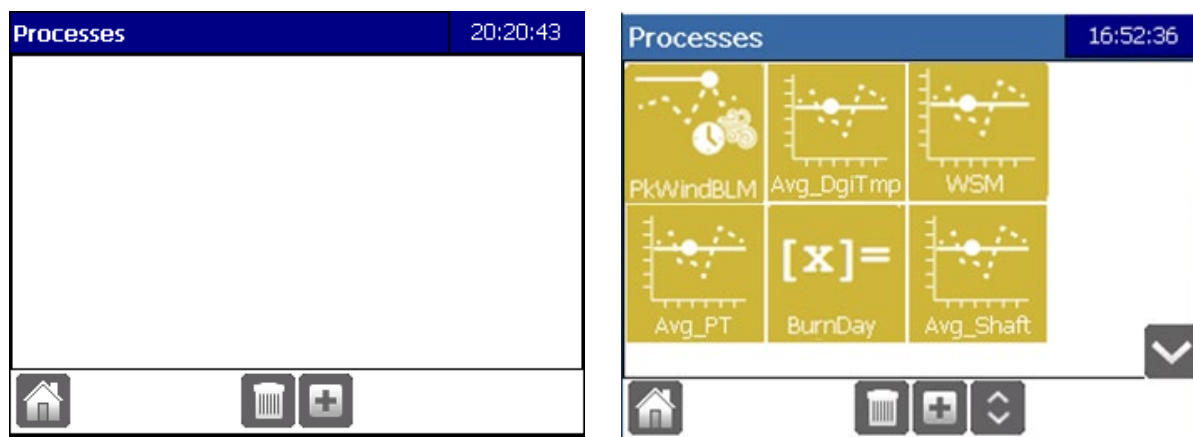 Processes 20:20:43
Processes 16:52:36
PkWindBLM Avg_DgiTmp WSM
[x]=
Avg_PT BurnDay Avg_Shaft